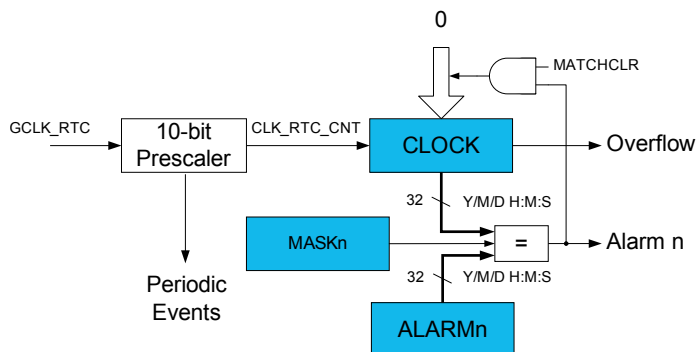 0
MATCHCLR
GCLK_RTC
10-bit
Prescaler
CLK_RTC_CNT
CLOCK
Overflow
32
Y/M/D H:M:S
MASKn
=
Alarm n
Periodic
Events
32
Y/M/D H:M:S
ALARMn